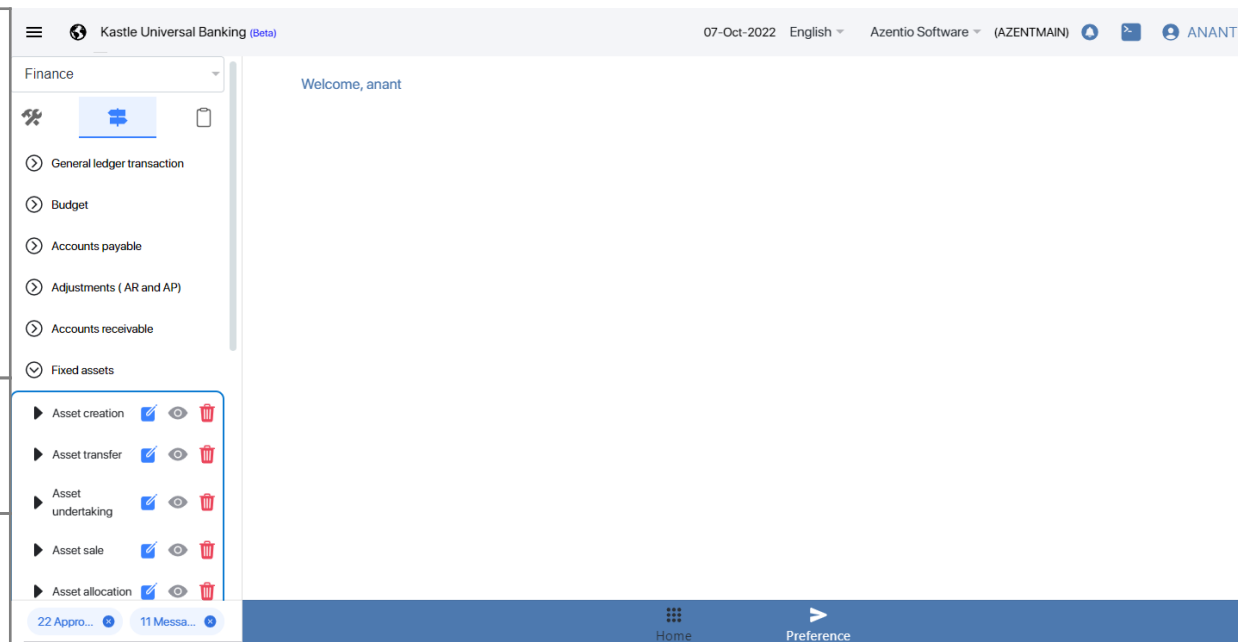 Kastle Universal Banking (Beta)
07-Oct-2022 English Azentio Software (AZENTMAIN) ANANT
Finance
Welcome, anant
General ledger transaction
Budget
Accounts payable
Adjustments ( AR and AP)
Accounts receivable
Fixed assets
Asset creation
Asset transfer
Asset
undertaking
Asset sale
Asset allocation
22 Appro... 11 Messa...
Home Preference